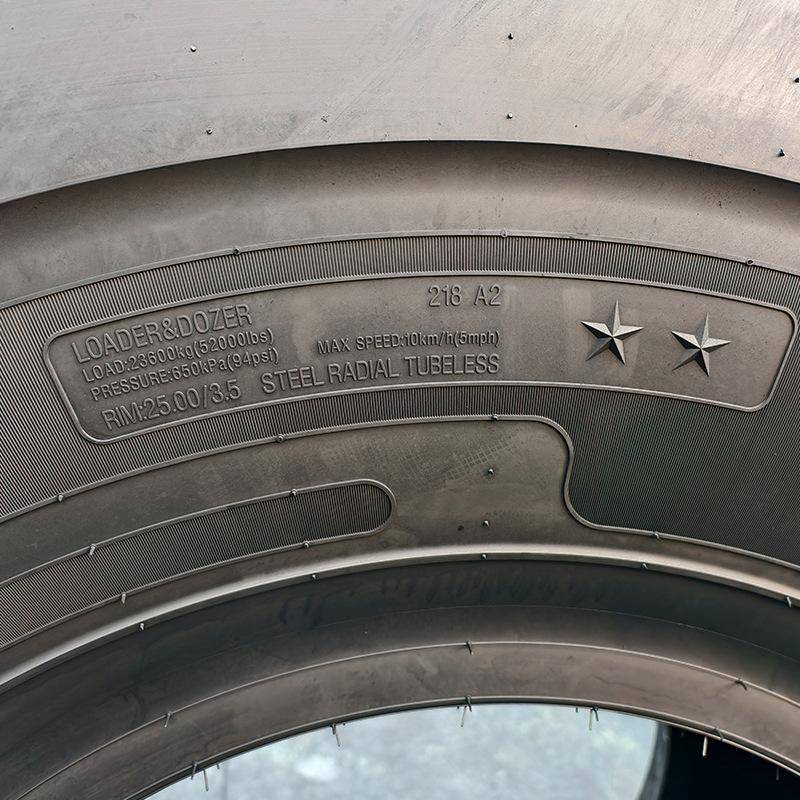 LOADER&DOZER
218 A2
LOAD:23600kg(52000lbs)
MAX SPEED:10km/h(5mph)
PRESSURE:650kPa(94psi)
RIM:25.00/3.5 STEEL RADIAL TUBELESS